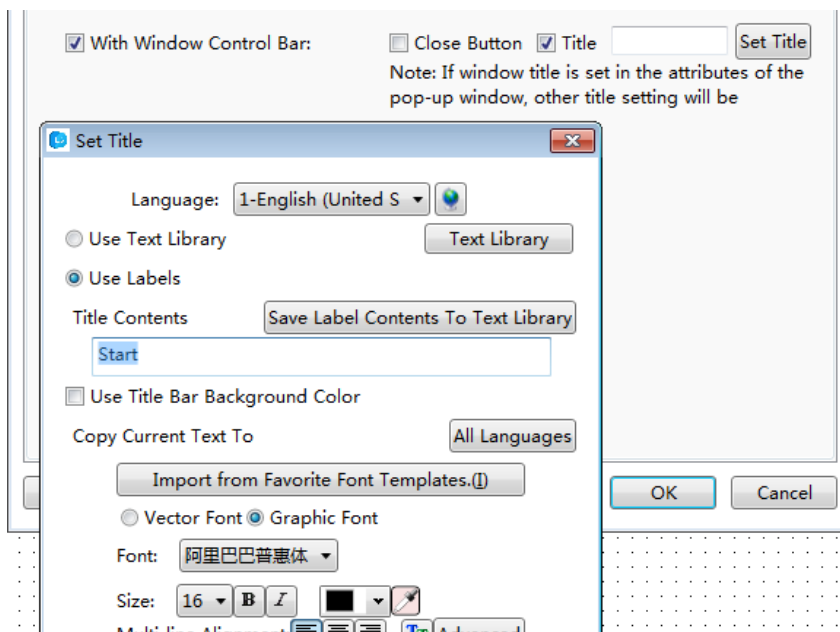 With Window Control Bar: Close Button Title Set Title
Note: If window title is set in the attributes of the
pop-up window, other title setting will be
Set Title
Language: 1-English (United S
Use Text Library Text Library
Use Labels
Title Contents Save Label Contents To Text Library
Start
Use Title Bar Background Color
Copy Current Text To All Languages
Import from Favorite Font Templates.(I)
OK Cancel
Vector Font Graphic Font
Font: 阿里巴巴普惠体
Size: 16 B I
Multiline Alignment Tr Advanced